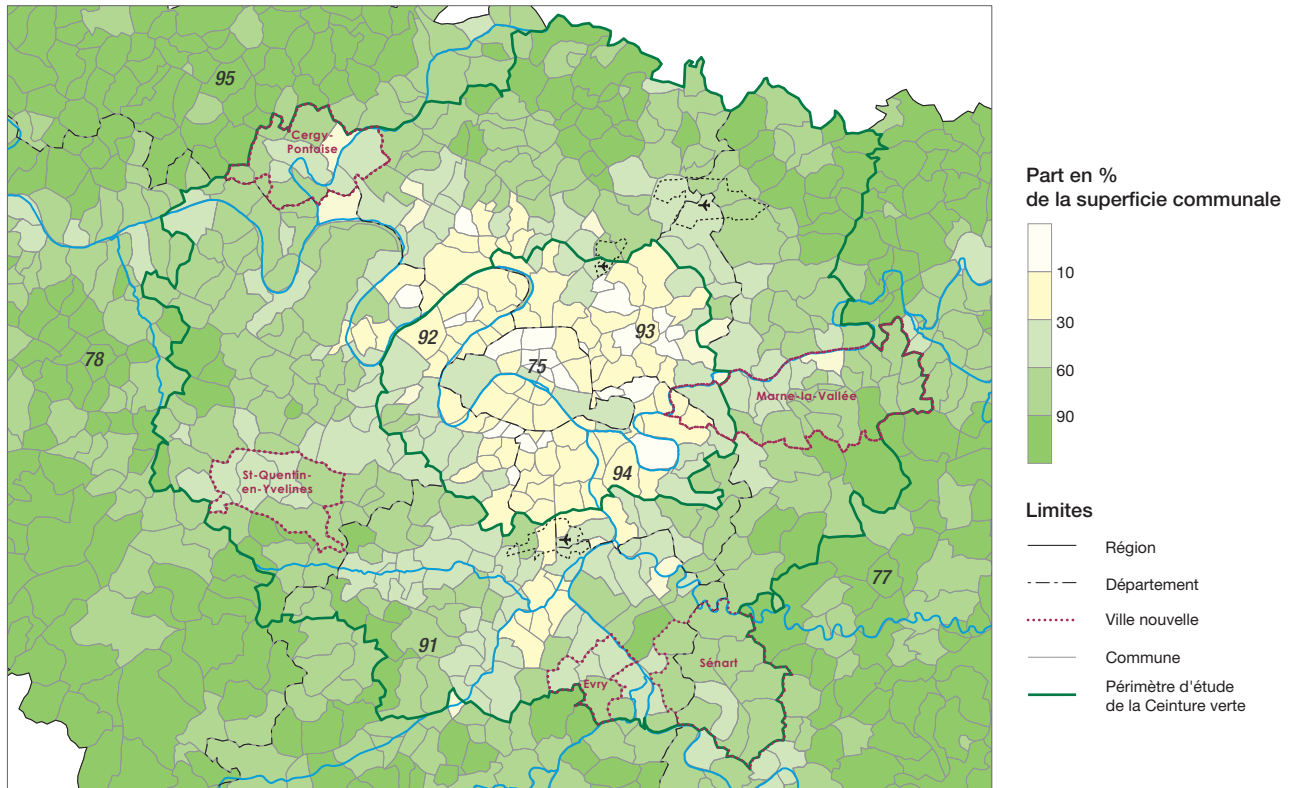 95
Cergy-
Pontoise
92
93
75
78
Marne-la-Vallée
St-Quentin-
en-Yvelines
94
77
91
Sénart
Evry
Part en %
de la superficie communale
10
30
60
90
Limites
Région
Département
Ville nouvelle
Commune
Périmètre d'étude
de la Ceinture verte